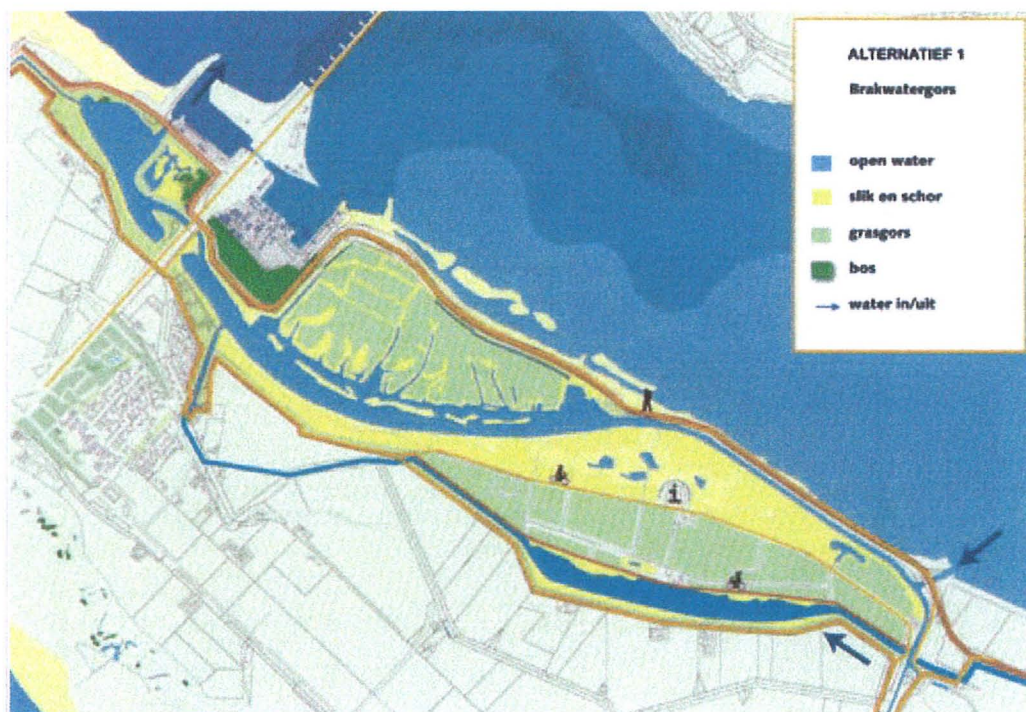 ALTERNATIEF 1
Brakwatergors
open water
slik en schor
grasgors
bos
water in/uit
i